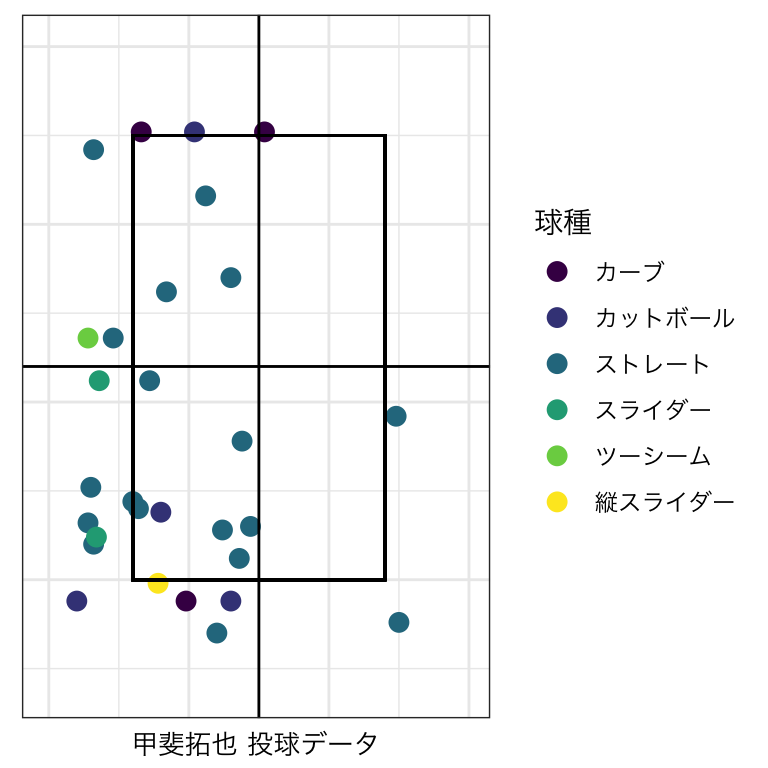 球種
カーブ
カットボール
ストレート
スライダー
ツーシーム
縦スライダー
甲斐拓也 投球データ